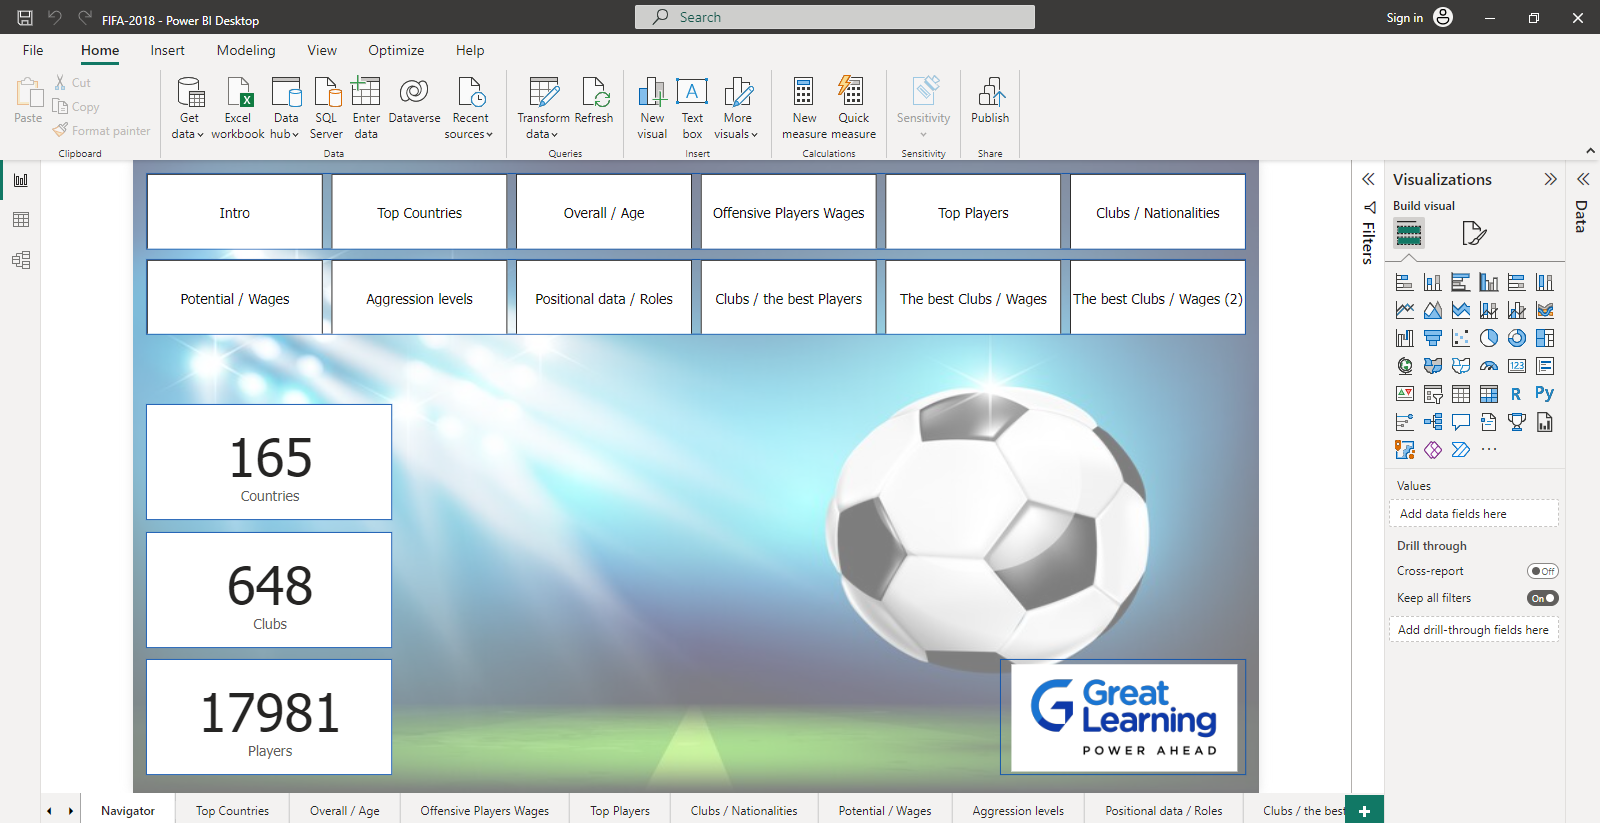 FIFA-2018 - Power BI Desktop
Search
Sign in
File
Home
Insert
Modeling
View
Optimize
Help
Paste
Cut
Copy
Format painter
Clipboard
Get data
Excel workbook
Data hub
SQL Server
Enter data
Dataverse
Recent sources
Data
Transform data
Refresh
Queries
New visual
Text box
More visuals
Insert
New measure
Quick measure
Calculations
Sensitivity
Sensitivity
Publish
Share
Intro
Top Countries
Overall / Age
Offensive Players Wages
Top Players
Clubs / Nationalities
Potential / Wages
Aggression levels
Positional data / Roles
Clubs / the best Players
The best Clubs / Wages
The best Clubs / Wages (2)
165
Countries
648
Clubs
17981
Players
Great
Learning
POWER AHEAD
Filters
Visualizations
Build visual
123
R
Py
Values
Add data fields here
Drill through
Cross-report
Off
Keep all filters
On
Add drill-through fields here
Data
Navigator
Top Countries
Overall / Age
Offensive Players Wages
Top Players
Clubs / Nationalities
Potential / Wages
Aggression levels
Positional data / Roles
Clubs / the best